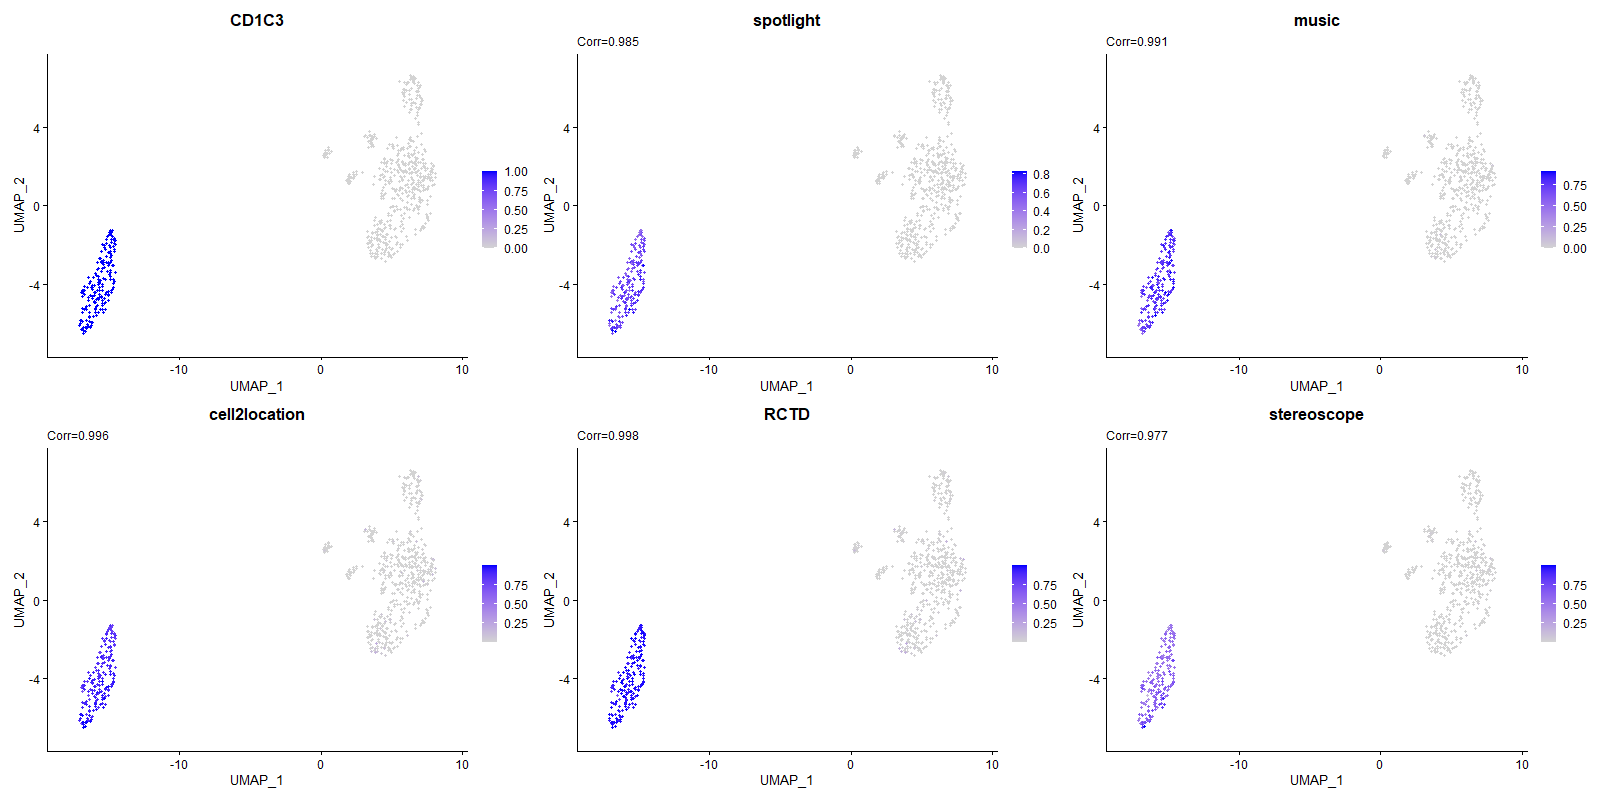 CD1C3
4
0
-4
UMAP_2
-10
0
10
UMAP_1
1.00
0.75
0.50
0.25
0.00
spotlight
Corr=0.985
4
0
-4
UMAP_2
-10
0
10
UMAP_1
0.8
0.6
0.4
0.2
0.0
music
Corr=0.991
4
0
-4
UMAP_2
-10
0
10
UMAP_1
0.75
0.50
0.25
0.00
cell2location
Corr=0.996
4
0
-4
UMAP_2
-10
0
10
UMAP_1
0.75
0.50
0.25
RCTD
Corr=0.998
4
0
-4
UMAP_2
-10
0
10
UMAP_1
0.75
0.50
0.25
stereoscope
Corr=0.977
4
0
-4
UMAP_2
-10
0
10
UMAP_1
0.75
0.50
0.25